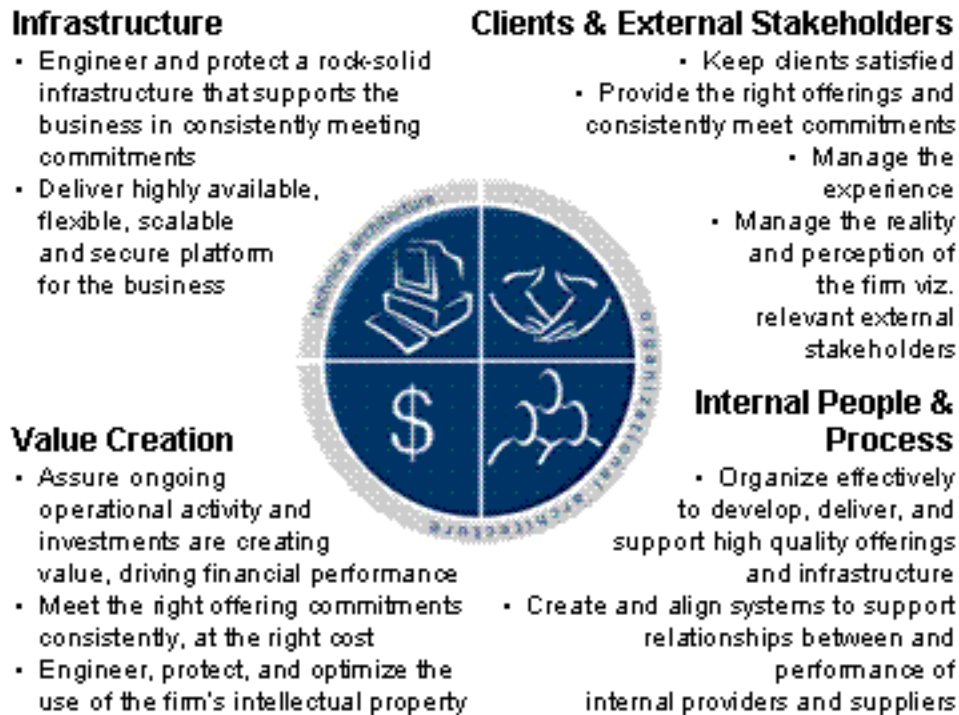 Infrastructure
• Engineer and protect a rock-solid
infrastructure that supports the
business in consistently meeting
commitments
• Deliver highly available,
flexible, scalable
and secure platform
for the business
Clients & External Stakeholders
• Keep clients satisfied
• Provide the right offerings and
consistently meet commitments
• Manage the
experience
• Manage the reality
and perception of
the firm viz.
relevant external
stakeholders
technical architecture
organizational architecture
$
Value Creation
• Assure ongoing
operational activity and
investments are creating
value, driving financial performance
• Meet the right offering commitments
consistently, at the right cost
• Engineer, protect, and optimize the
use of the firm's intellectual property
Internal People &
Process
• Organize effectively
to develop, deliver, and
support high quality offerings
and infrastructure
• Create and align systems to support
relationships between and
performance of
internal providers and suppliers